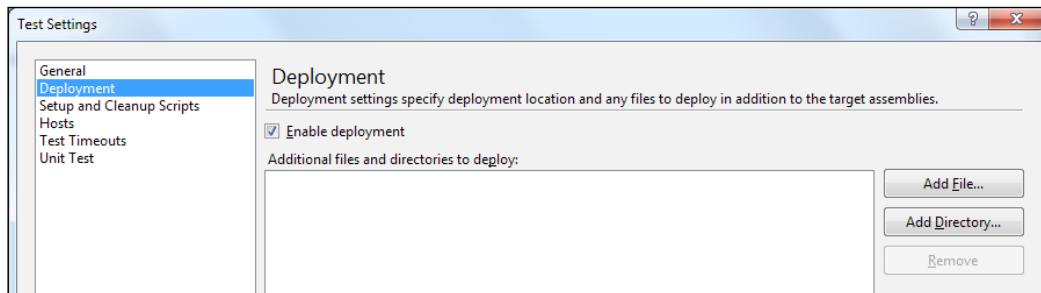 Test Settings
General
Deployment
Setup and Cleanup Scripts
Hosts
Test Timeouts
Unit Test
Deployment
Deployment settings specify deployment location and any files to deploy in addition to the target assemblies.
Enable deployment
Additional files and directories to deploy:
Add File...
Add Directory...
Remove